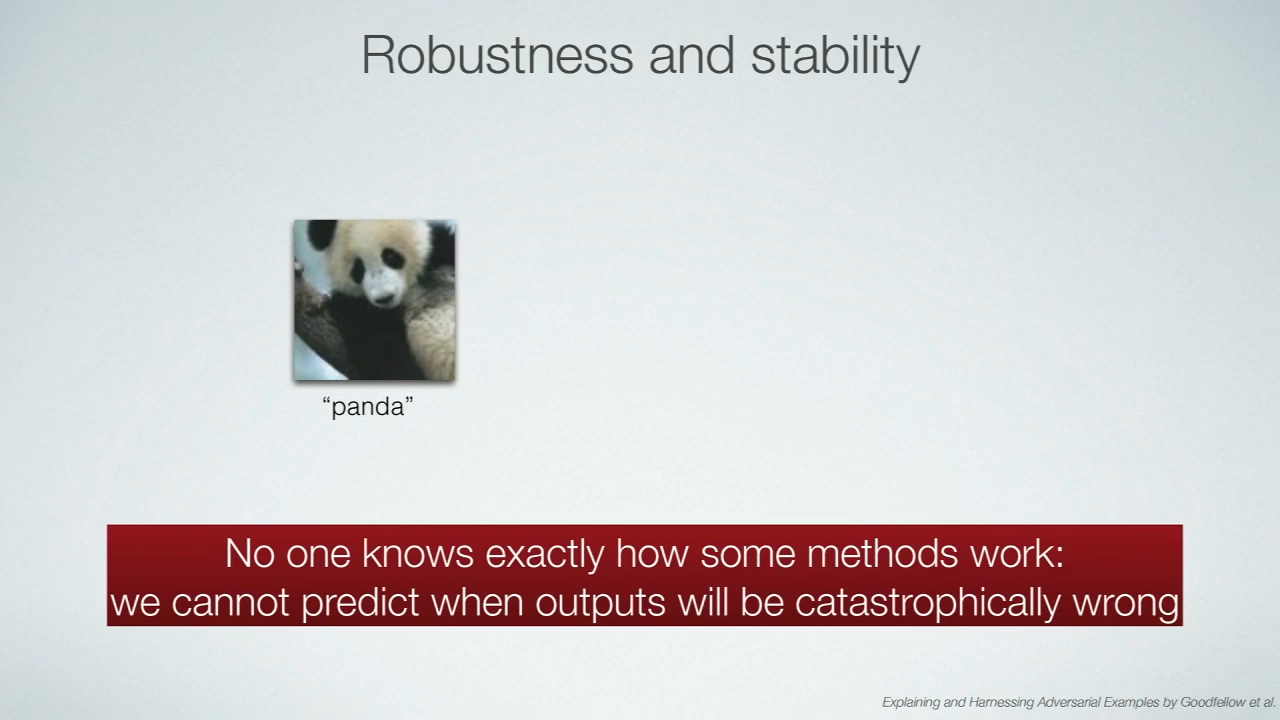 Robustness and stability
“panda”
No one knows exactly how some methods work:
we cannot predict when outputs will be catastrophically wrong
Explaining and Harnessing Adversarial Examples by Goodfellow et al.